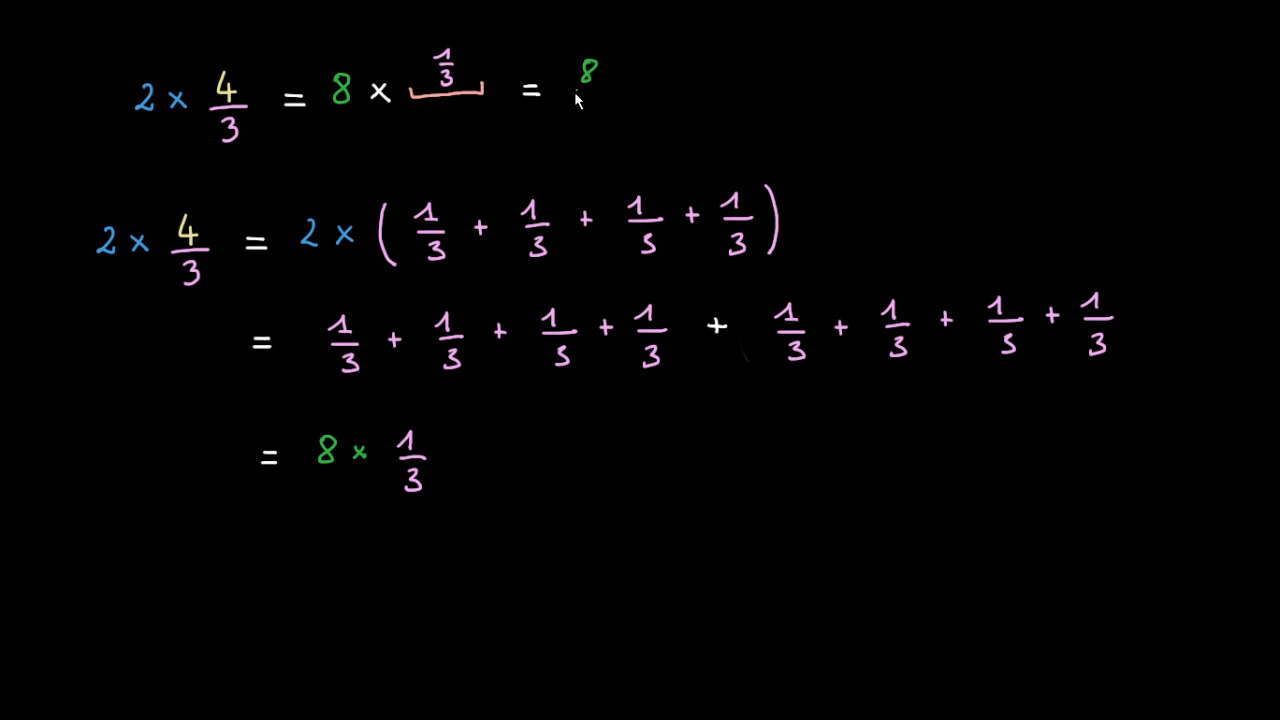 2 × 4/3 = 8 × 1/3 = 8
2 × 4/3 = 2 × ( 1/3 + 1/3 + 1/3 + 1/3 )
= 1/3 + 1/3 + 1/3 + 1/3 + 1/3 + 1/3 + 1/3 + 1/3
= 8 × 1/3